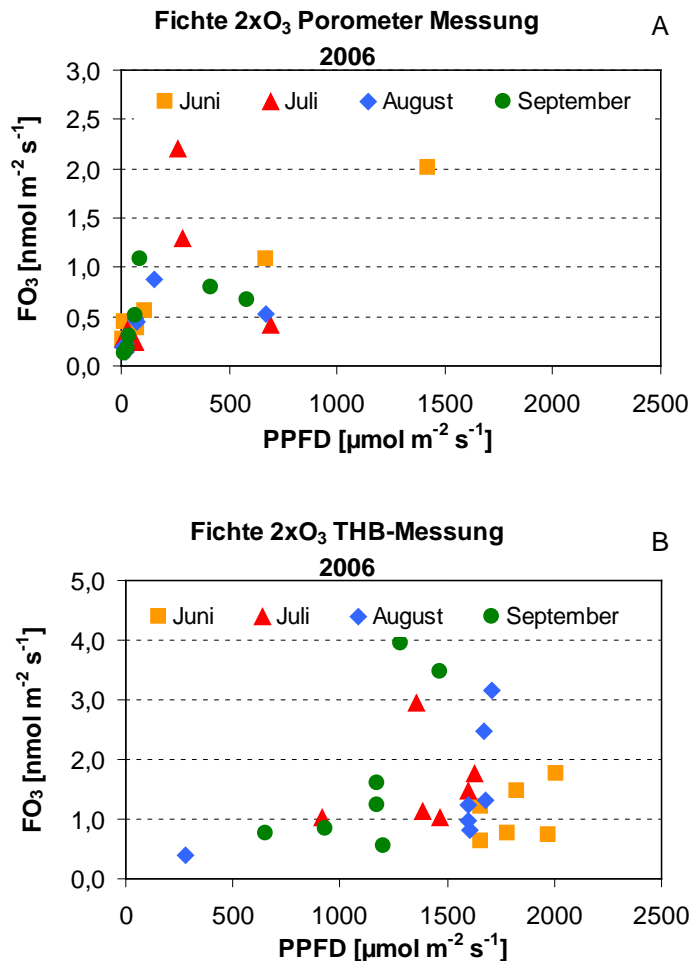 Fichte 2xO₃ Porometer Messung
2006
A
3,0
Juni Juli August September
2,5
2,0
1,5
1,0
0,5
0,0
FO₃ [nmol m⁻² s⁻¹]
0 500 1000 1500 2000 2500
PPFD [µmol m⁻² s⁻¹]
Fichte 2xO₃ THB-Messung
2006
B
5,0
Juni Juli August September
4,0
3,0
2,0
1,0
0,0
FO₃ [nmol m⁻² s⁻¹]
0 500 1000 1500 2000 2500
PPFD [µmol m⁻² s⁻¹]